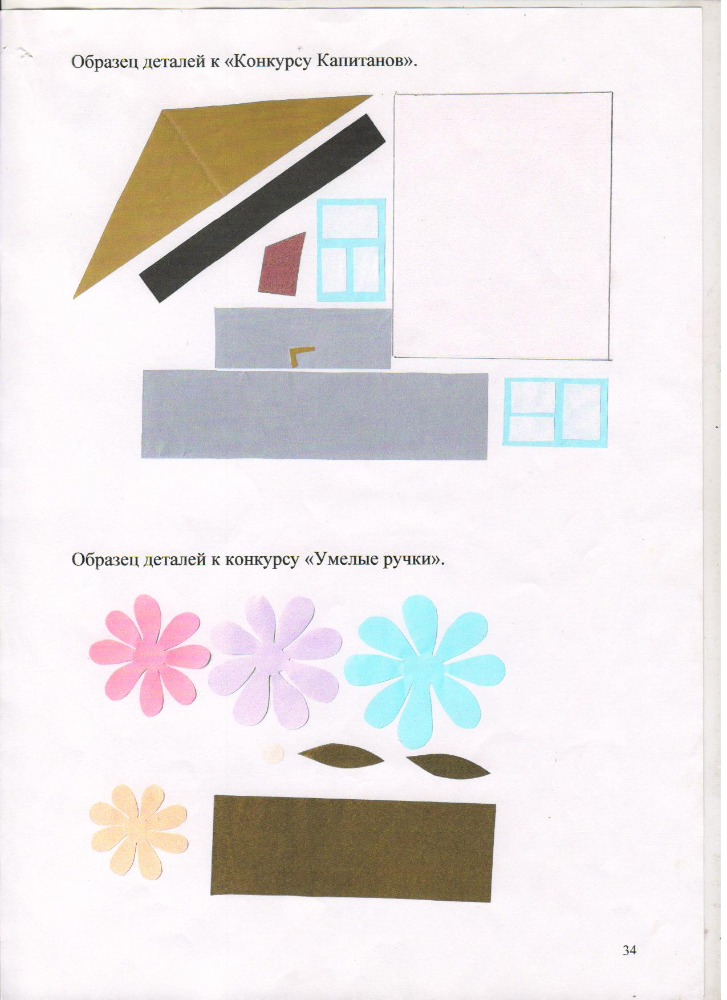 Образец деталей к «Конкурсу Капитанов».
Образец деталей к конкурсу «Умелые ручки».
34